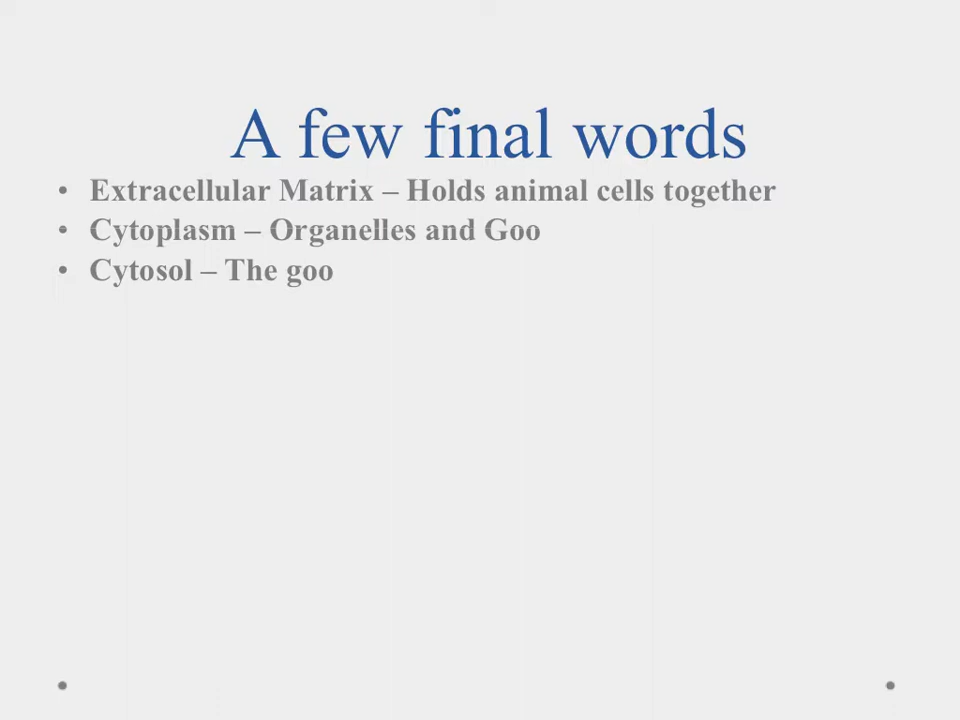 A few final words
• Extracellular Matrix – Holds animal cells together
• Cytoplasm – Organelles and Goo
• Cytosol – The goo